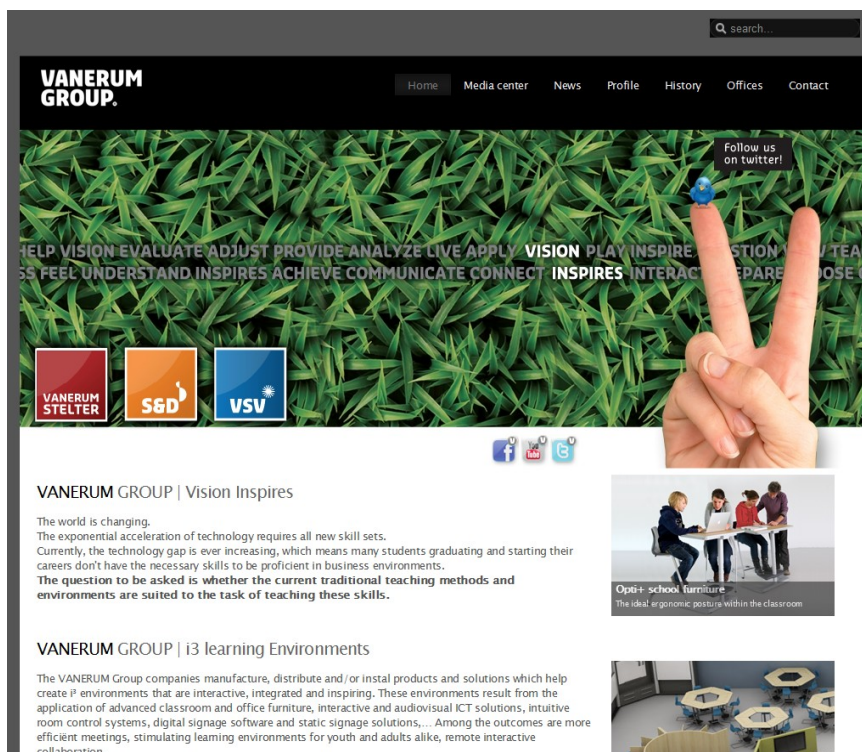 search...
VANERUM
GROUP.
Home Media center News Profile History Offices Contact
Follow us
on twitter!
HELP VISION EVALUATE ADJUST PROVIDE ANALYZE LIVE APPLY VISION PLAY INSPIRE TEA
SS FEEL UNDERSTAND INSPIRES ACHIEVE COMMUNICATE CONNECT INSPIRES INTERAC
VANERUM
STELTER
S&D
VSV
You
Tube
VANERUM GROUP | Vision Inspires
The world is changing.
The exponential acceleration of technology requires all new skill sets.
Currently, the technology gap is ever increasing, which means many students graduating and starting their
careers don't have the necessary skills to be proficient in business environments.
The question to be asked is whether the current traditional teaching methods and
environments are suited to the task of teaching these skills.
Opti+ school furniture
The ideal ergonomic posture within the classroom
VANERUM GROUP | i3 learning Environments
The VANERUM Group companies manufacture, distribute and/or instal products and solutions which help
create i³ environments that are interactive, integrated and inspiring. These environments result from the
application of advanced classroom and office furniture, interactive and audiovisual ICT solutions, intuitive
room control systems, digital signage software and static signage solutions,... Among the outcomes are more
efficiënt meetings, stimulating learning environments for youth and adults alike, remote interactive
collaboration